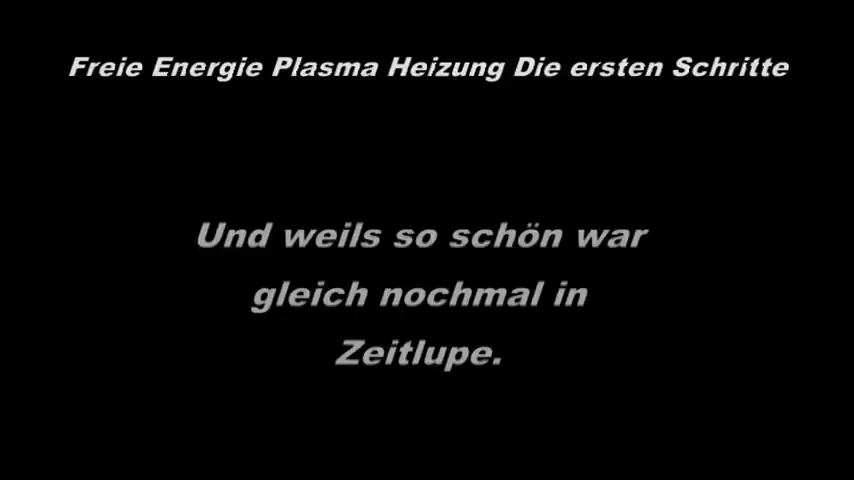 Freie Energie Plasma Heizung Die ersten Schritte
Und weils so schön war
gleich nochmal in
Zeitlupe.